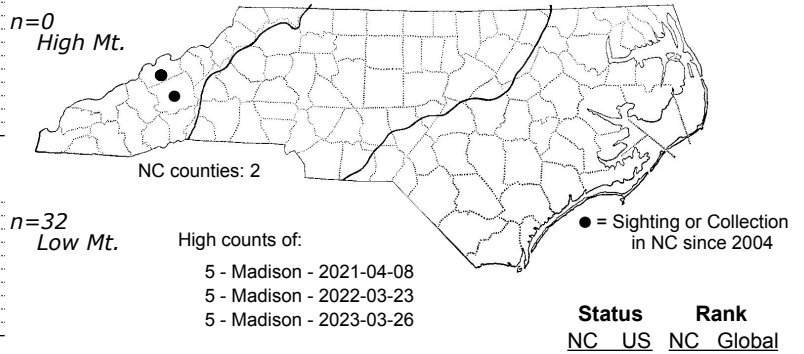 n=0
High Mt.
NC counties: 2
n=32
Low Mt.
High counts of:
5 - Madison - 2021-04-08
5 - Madison - 2022-03-23
5 - Madison - 2023-03-26
● = Sighting or Collection
in NC since 2004
Status Rank
NC US NC Global